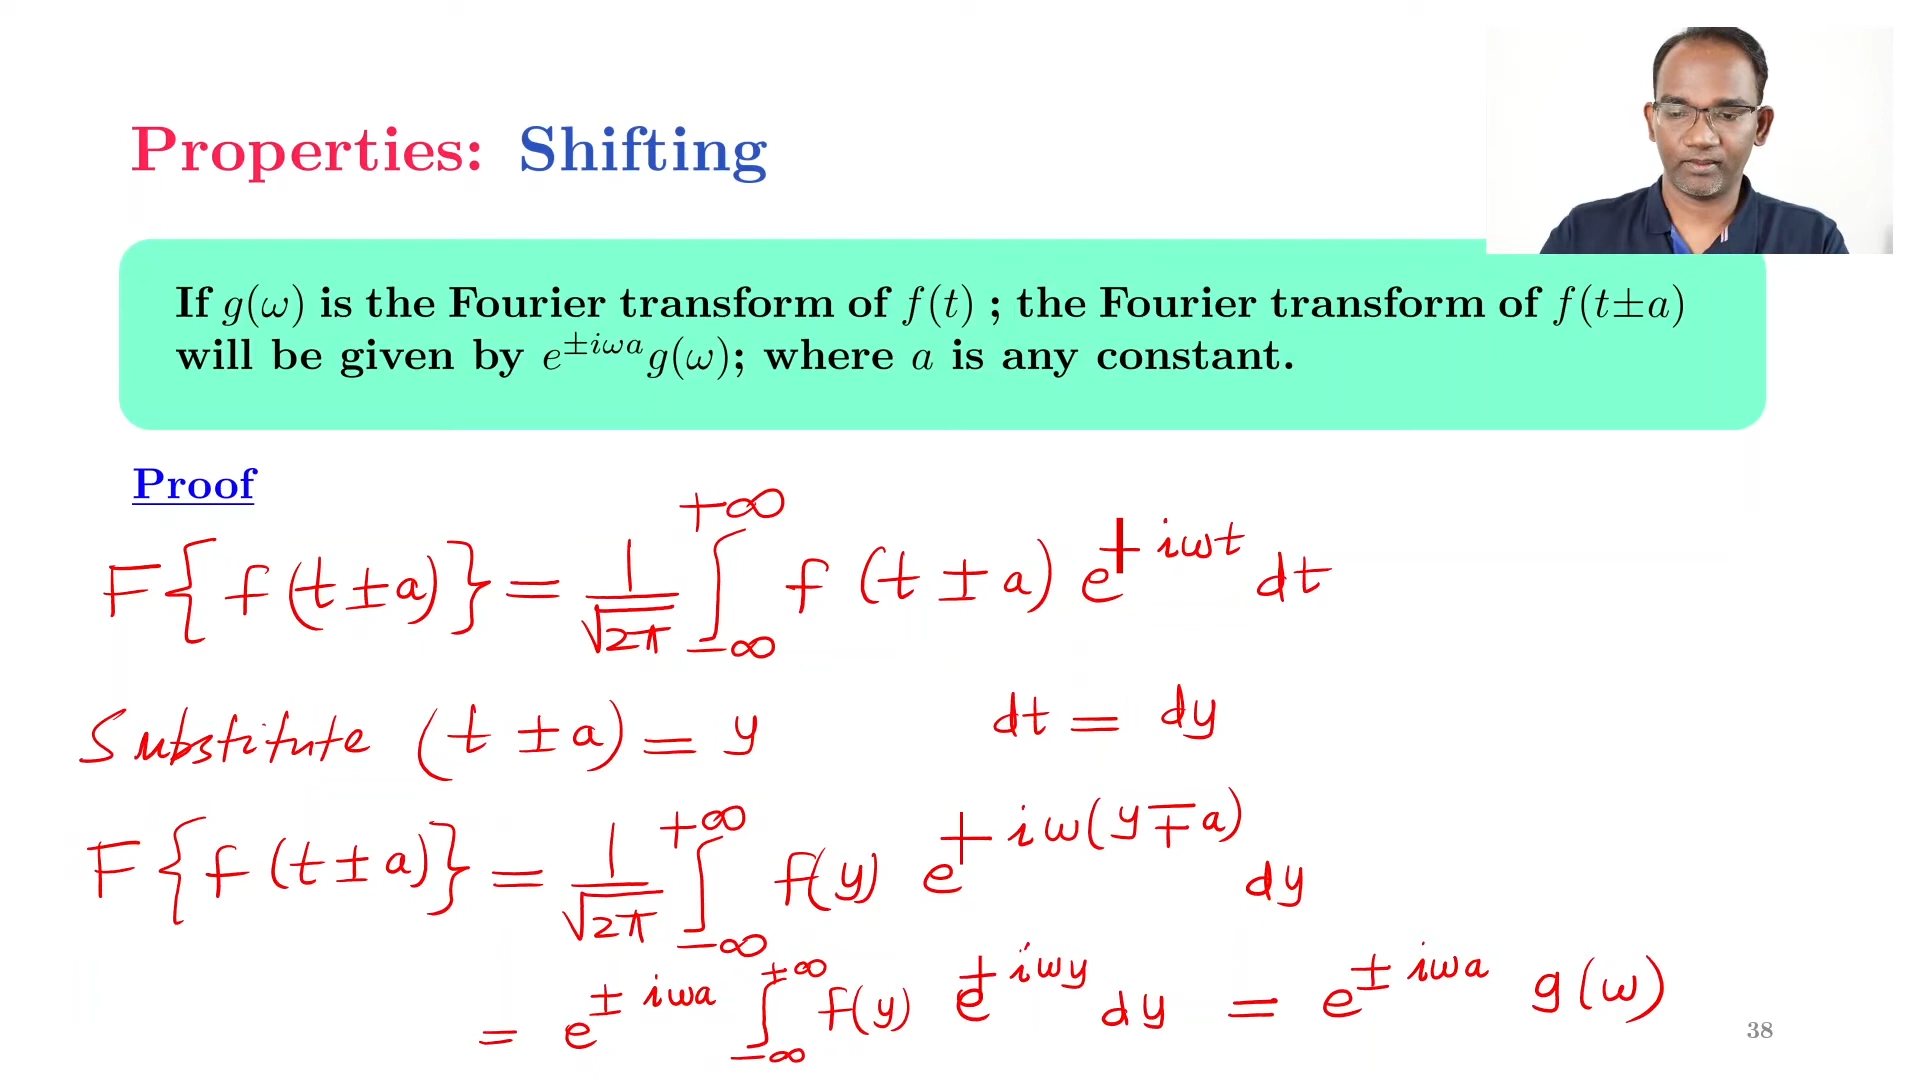 Properties: Shifting
If g(ω) is the Fourier transform of f(t) ; the Fourier transform of f(t±a)
will be given by e^{±iωa}g(ω); where a is any constant.
Proof
F{f(t±a)} = 1/√2π ∫_{-∞}^{+∞} f(t±a) e^{+iωt} dt
Substitute (t±a) = y dt = dy
F{f(t±a)} = 1/√2π ∫_{-∞}^{+∞} f(y) e^{+iω(y∓a)} dy
= e^{±iωa} ∫_{-∞}^{±∞} f(y) e^{±iωy} dy = e^{±iωa} g(ω)
38